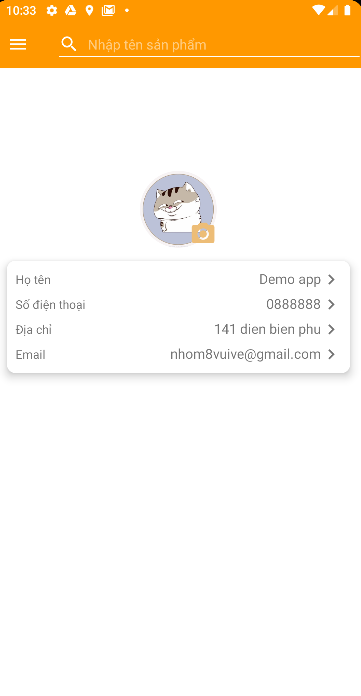 10:33
Nhập tên sản phẩm
Họ tên Demo app
Số điện thoại 0888888
Địa chỉ 141 dien bien phu
Email nhom8vuive@gmail.com